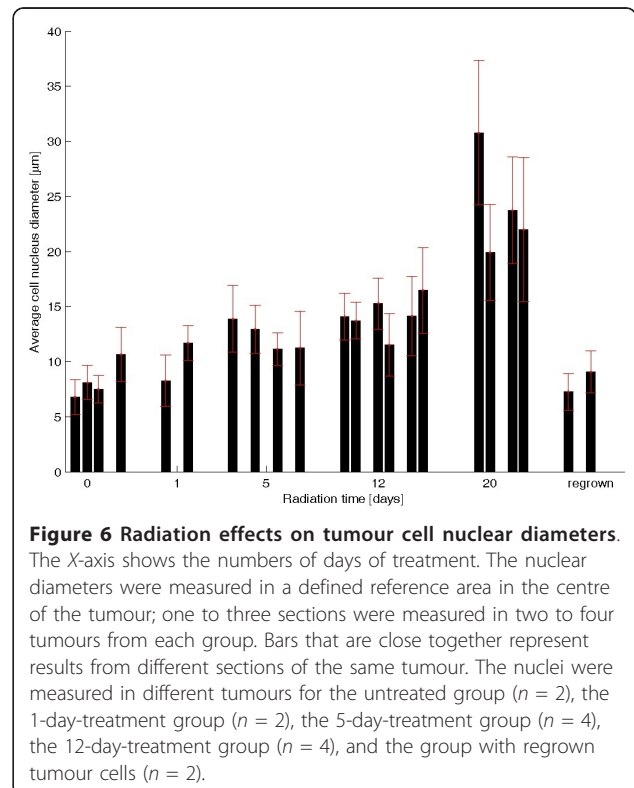 40
35
30
25
20
15
10
5
0
Average cell nucleus diameter [µm]
0 1 5 12 20 regrown
Radiation time [days]
Figure 6 Radiation effects on tumour cell nuclear diameters.
The X-axis shows the numbers of days of treatment. The nuclear
diameters were measured in a defined reference area in the centre
of the tumour; one to three sections were measured in two to four
tumours from each group. Bars that are close together represent
results from different sections of the same tumour. The nuclei were
measured in different tumours for the untreated group (n = 2), the
1-day-treatment group (n = 2), the 5-day-treatment group (n = 4),
the 12-day-treatment group (n = 4), and the group with regrown
tumour cells (n = 2).